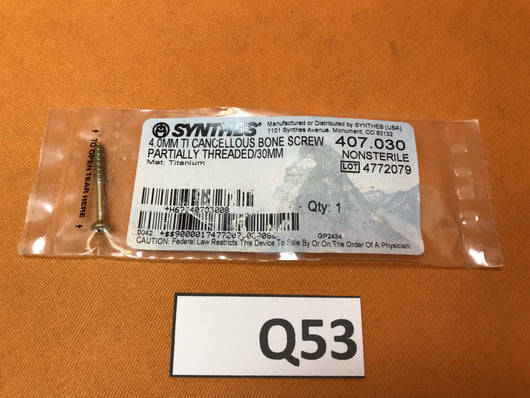 SYNTHES®
Manufactured or Distributed by SYNTHES (USA)
1101 Synthes Avenue, Monument, CO 80132
4.0MM TI CANCELLOUS BONE SCREW
407.030
PARTIALLY THREADED/30MM
NONSTERILE
Mat: Titanium
LOT 4772079
Qty: 1
0042
GP2434
CAUTION: Federal Law Restricts This Device To Sale By Or On The Order Of A Physician.
TO OPEN TEAR HERE
Q53